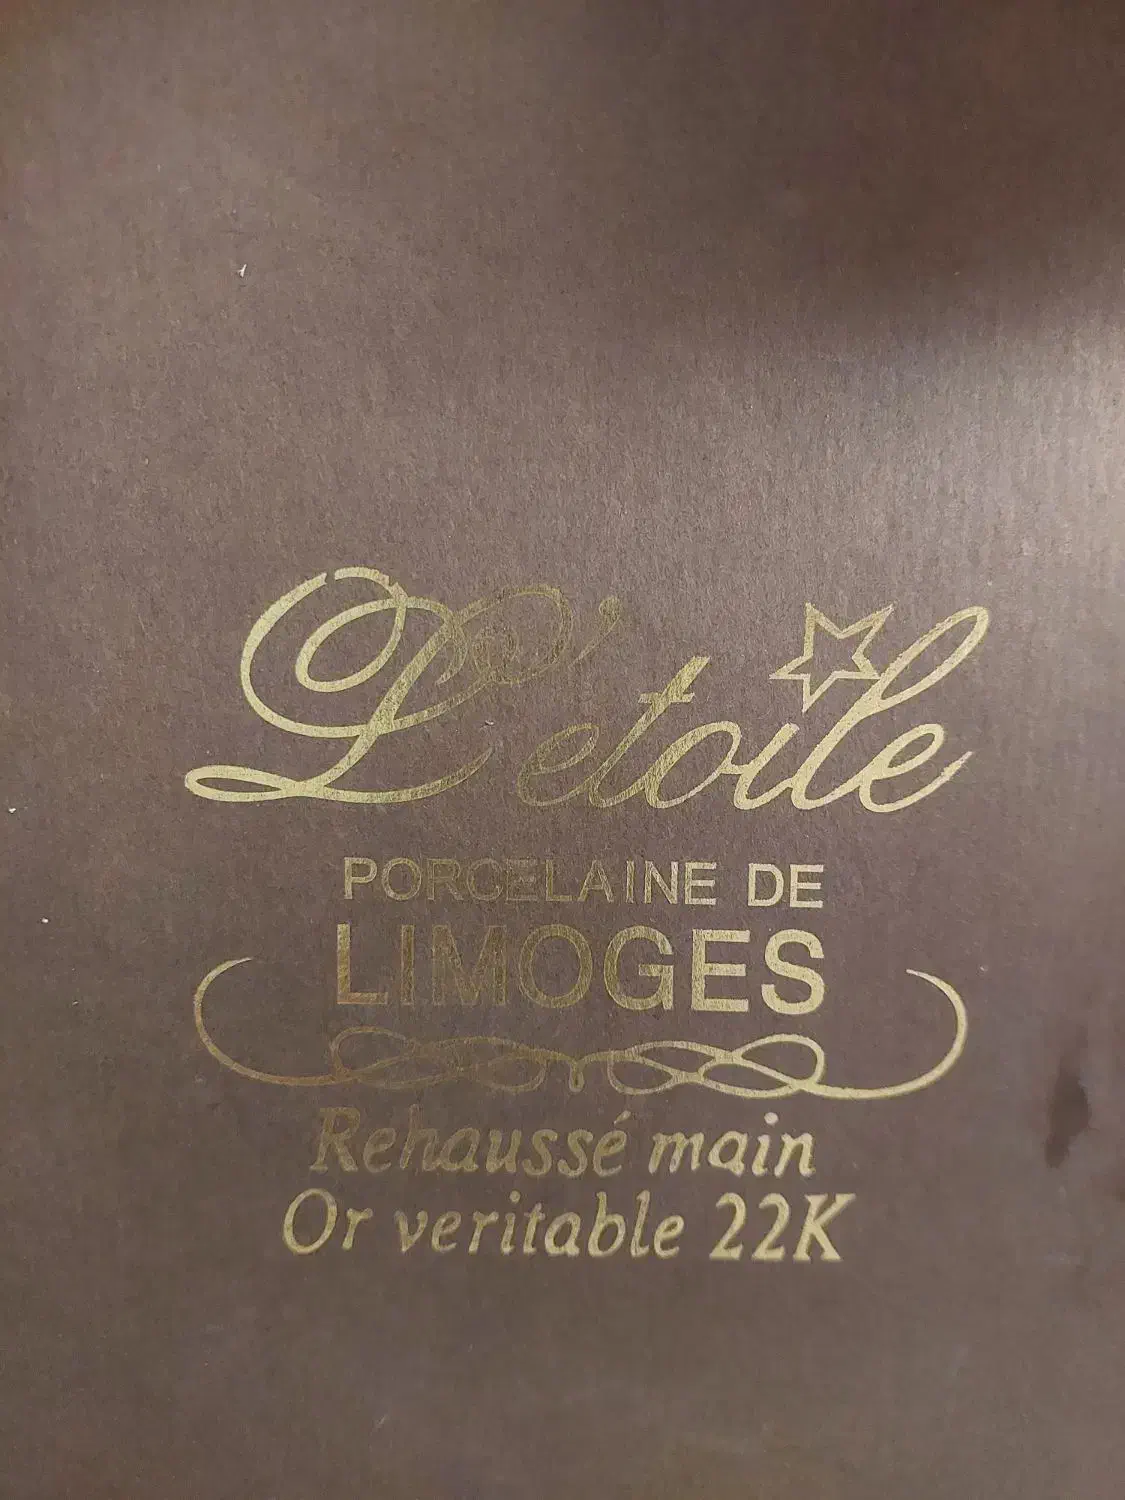 L'etoile
PORCELAINE DE
LIMOGES
Rehaussé main
Or veritable 22K